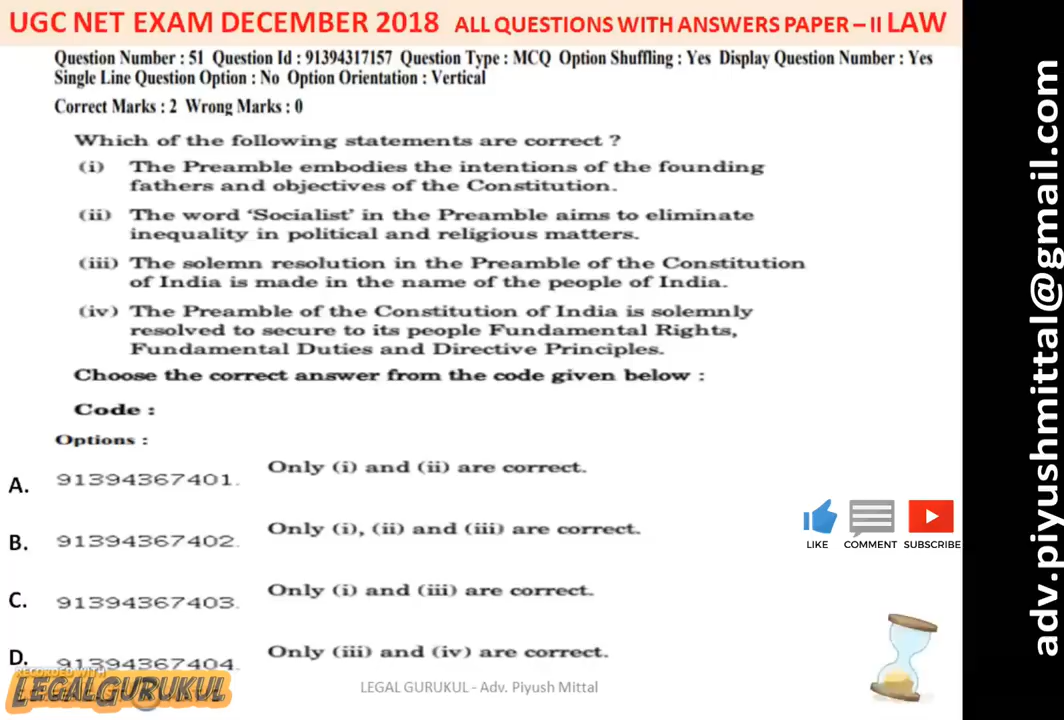 UGC NET EXAM DECEMBER 2018 ALL QUESTIONS WITH ANSWERS PAPER – II LAW
Question Number : 51 Question Id : 91394317157 Question Type : MCQ Option Shuffling : Yes Display Question Number : Yes
Single Line Question Option : No Option Orientation : Vertical
Correct Marks : 2 Wrong Marks : 0
Which of the following statements are correct ?
(i) The Preamble embodies the intentions of the founding
fathers and objectives of the Constitution.
(ii) The word ‘Socialist’ in the Preamble aims to eliminate
inequality in political and religious matters.
(iii) The solemn resolution in the Preamble of the Constitution
of India is made in the name of the people of India.
(iv) The Preamble of the Constitution of India is solemnly
resolved to secure to its people Fundamental Rights,
Fundamental Duties and Directive Principles.
Choose the correct answer from the code given below :
Code :
Options :
A. 91394367401. Only (i) and (ii) are correct.
B. 91394367402. Only (i), (ii) and (iii) are correct.
C. 91394367403. Only (i) and (iii) are correct.
D. 91394367404. Only (iii) and (iv) are correct.
LIKE COMMENT SUBSCRIBE
RECORDED WITH
LEGALGURUKUL
LEGAL GURUKUL - Adv. Piyush Mittal
adv.piyushmittal@gmail.com